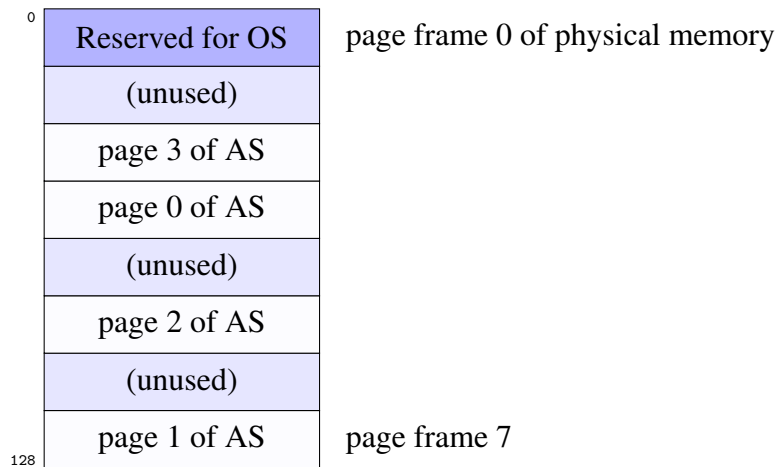 0
Reserved for OS page frame 0 of physical memory
(unused)
page 3 of AS
page 0 of AS
(unused)
page 2 of AS
(unused)
page 1 of AS page frame 7
128